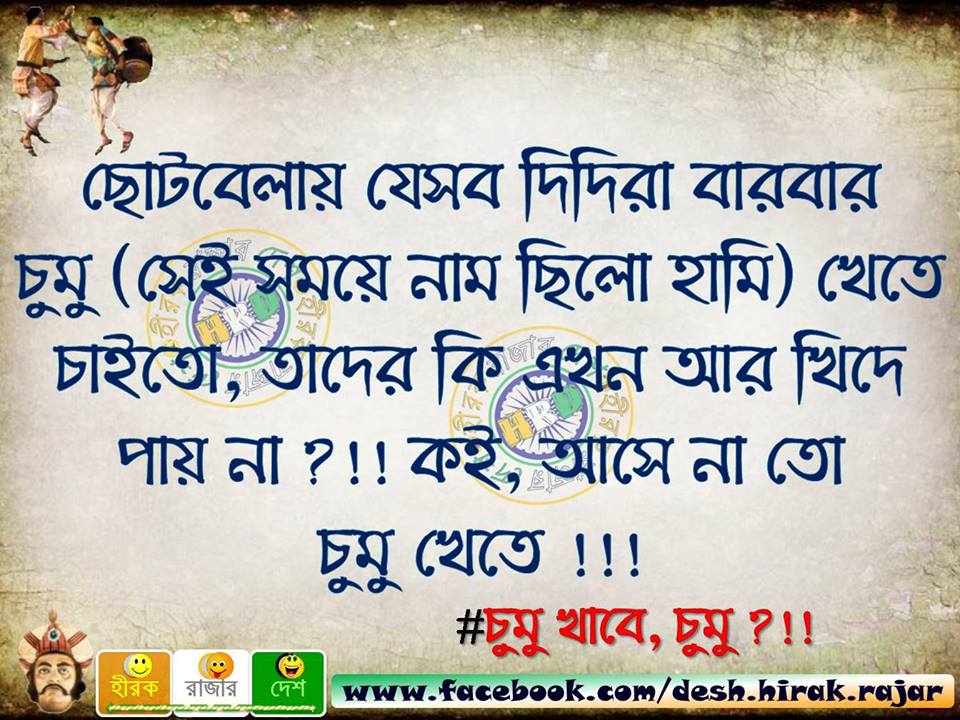 ছোটবেলায় যেসব দিদিরা বারবার
চুমু (সেই সময়ে নাম ছিলো হামি) খেতে
চাইতো, তাদের কি এখন আর খিদে
পায় না ?!! কই, আসে না তো
চুমু খেতে !!!
#চুমু খাবে, চুমু ?!!
হীরক রাজার দেশ
www.facebook.com/desh.hirak.rajar